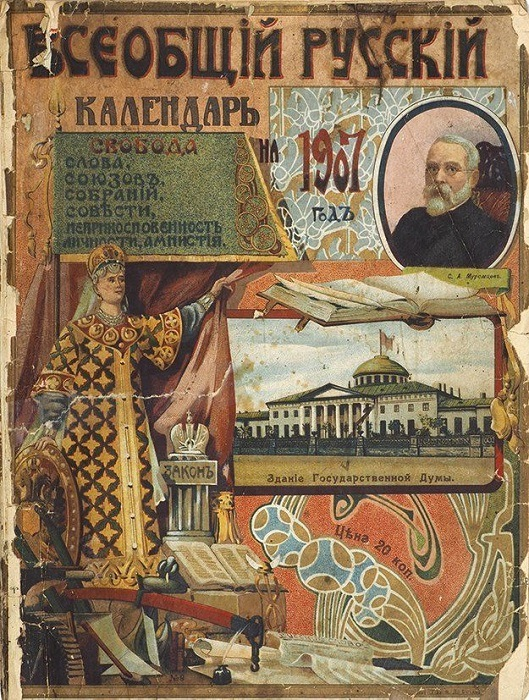 ВСЕОБЩІЙ РУССКІЙ
КАЛЕНДАРЬ
НА 1907
ГОДЪ
СВОБОДА
СЛОВА,
СОЮЗОВЪ,
СОБРАНІЙ,
СОВѢСТИ,
НЕПРИКОСНОВЕННОСТЬ
ЛИЧНОСТИ, АМНИСТІЯ.
С. А. Муромцевъ.
ЗАКОНЪ
Зданіе Государственной Думы.
Цѣна 20 коп.